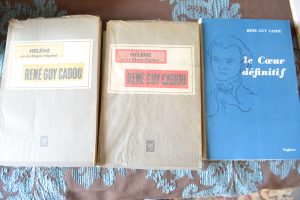 HÉLÈNE
ou le Règne Végétal
RENÉ GUY CADOU
HÉLÈNE
ou le Règne Végétal
RENÉ GUY CADOU
RENÉ GUY CADOU
le Cœur
définitif
Seghers